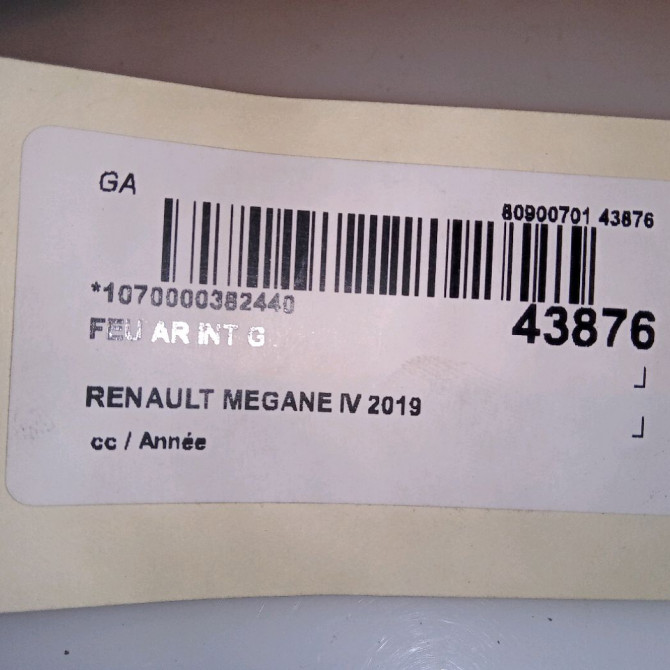 GA
80900701 43876
*1070000382440
43876
FEU AR INT G
RENAULT MEGANE IV 2019
cc / Année